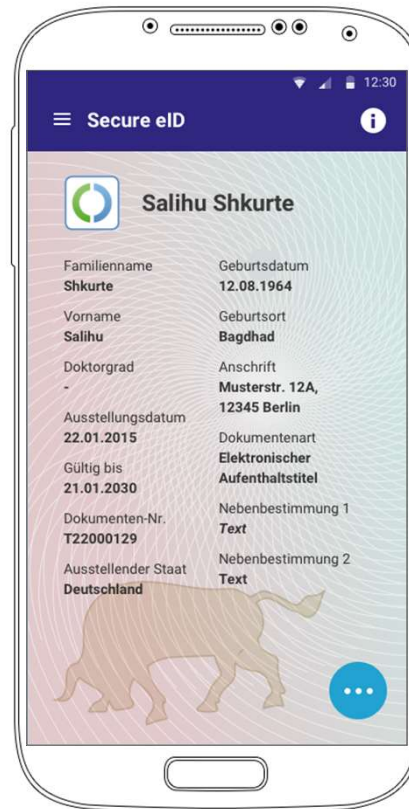 12:30
Secure eID
Salihu Shkurte
Familienname
Shkurte
Vorname
Salihu
Doktorgrad
-
Ausstellungsdatum
22.01.2015
Gültig bis
21.01.2030
Dokumenten-Nr.
T22000129
Ausstellender Staat
Deutschland
Geburtsdatum
12.08.1964
Geburtsort
Bagdhad
Anschrift
Musterstr. 12A,
12345 Berlin
Dokumentenart
Elektronischer
Aufenthaltstitel
Nebenbestimmung 1
Text
Nebenbestimmung 2
Text